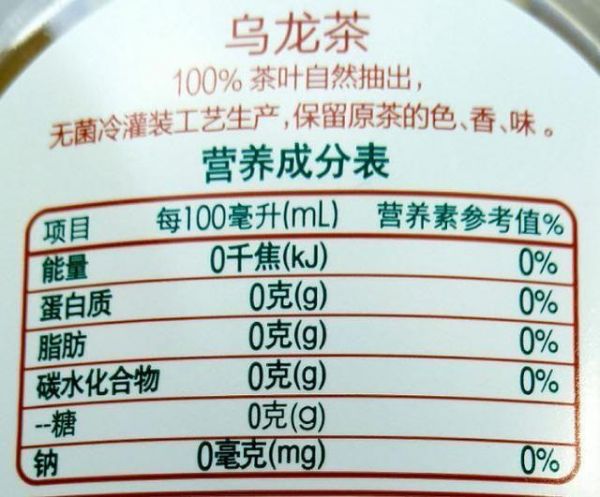 乌龙茶
100% 茶叶自然抽出，
无菌冷灌装工艺生产，保留原茶的色、香、味。
营养成分表
项目 每100毫升(mL) 营养素参考值%
能量 0千焦(kJ) 0%
蛋白质 0克(g) 0%
脂肪 0克(g) 0%
碳水化合物 0克(g) 0%
--糖 0克(g)
钠 0毫克(mg) 0%